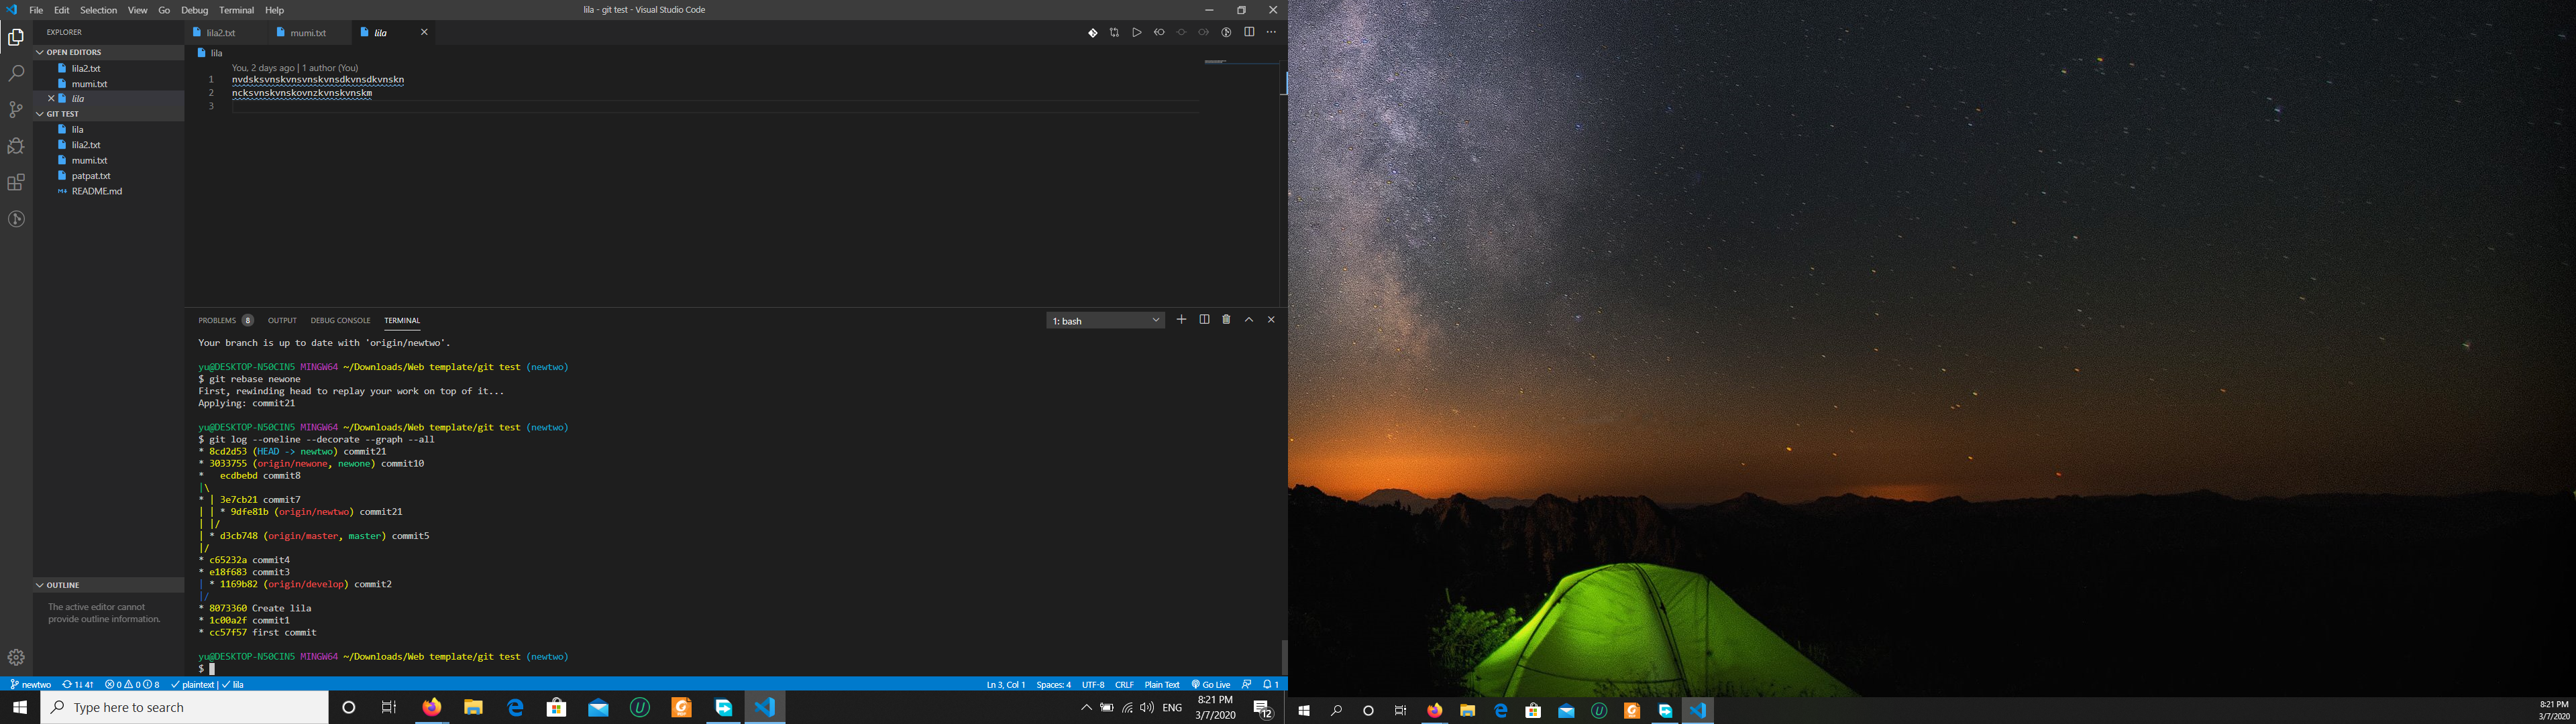 File Edit Selection View Go Debug Terminal Help
lila - git test - Visual Studio Code
EXPLORER
OPEN EDITORS
lila2.txt
mumi.txt
lila
GIT TEST
lila
lila2.txt
mumi.txt
patpat.txt
README.md
OUTLINE
The active editor cannot
provide outline information.
lila2.txt mumi.txt lila
lila
You, 2 days ago | 1 author (You)
1 nvdsksvnskvnsvnskvnsdkvnsdkvnskn
2 ncksvnskvnskovnzkvnskvnskm
3
PROBLEMS 8 OUTPUT DEBUG CONSOLE TERMINAL
1: bash
Your branch is up to date with 'origin/newtwo'.
yu@DESKTOP-N50CIN5 MINGW64 ~/Downloads/Web template/git test (newtwo)
$ git rebase newone
First, rewinding head to replay your work on top of it...
Applying: commit21
yu@DESKTOP-N50CIN5 MINGW64 ~/Downloads/Web template/git test (newtwo)
$ git log --oneline --decorate --graph --all
* 8cd2d53 (HEAD -> newtwo) commit21
* 3033755 (origin/newone, newone) commit10
*   ecdbebd commit8
|\
* | 3e7cb21 commit7
| | * 9dfe81b (origin/newtwo) commit21
| |/
| * d3cb748 (origin/master, master) commit5
|/
* c65232a commit4
* e18f683 commit3
| * 1169b82 (origin/develop) commit2
|/
* 8073360 Create lila
* 1c00a2f commit1
* cc57f57 first commit
yu@DESKTOP-N50CIN5 MINGW64 ~/Downloads/Web template/git test (newtwo)
$
newtwo 1↓ 4↑ 0 0 8 plaintext | lila
Ln 3, Col 1 Spaces: 4 UTF-8 CRLF Plain Text Go Live 1
Type here to search
ENG
8:21 PM
3/7/2020
12
8:21 PM
3/7/2020